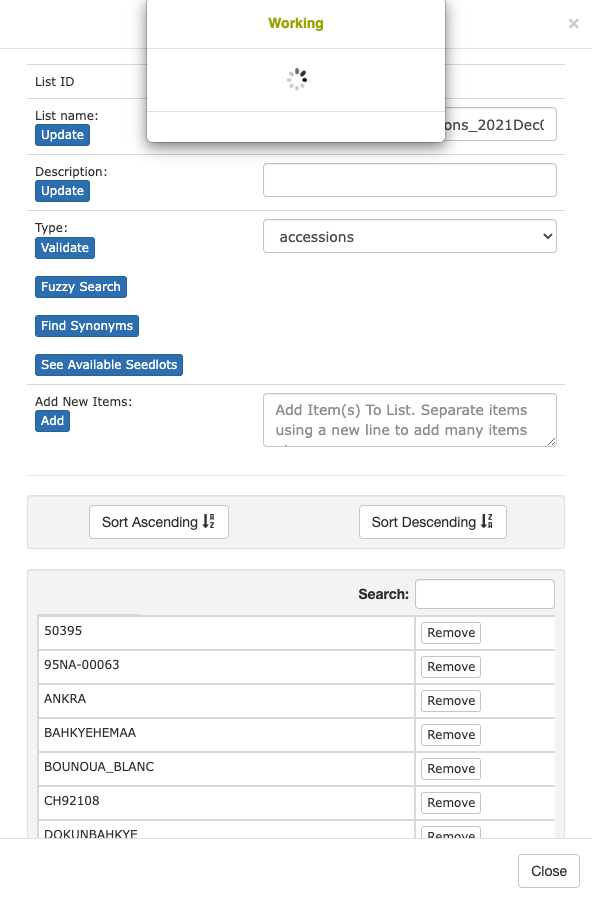 Working
×
List ID
List name:
Update
Description:
Update
Type:
Validate
accessions
Fuzzy Search
Find Synonyms
See Available Seedlots
Add New Items:
Add
Add Item(s) To List. Separate items
using a new line to add many items
Sort Ascending
Sort Descending
Search:
50395 Remove
95NA-00063 Remove
ANKRA Remove
BAHKYEHEMAA Remove
BOUNOUA_BLANC Remove
CH92108 Remove
DOKUNBAHKYE Remove
Close